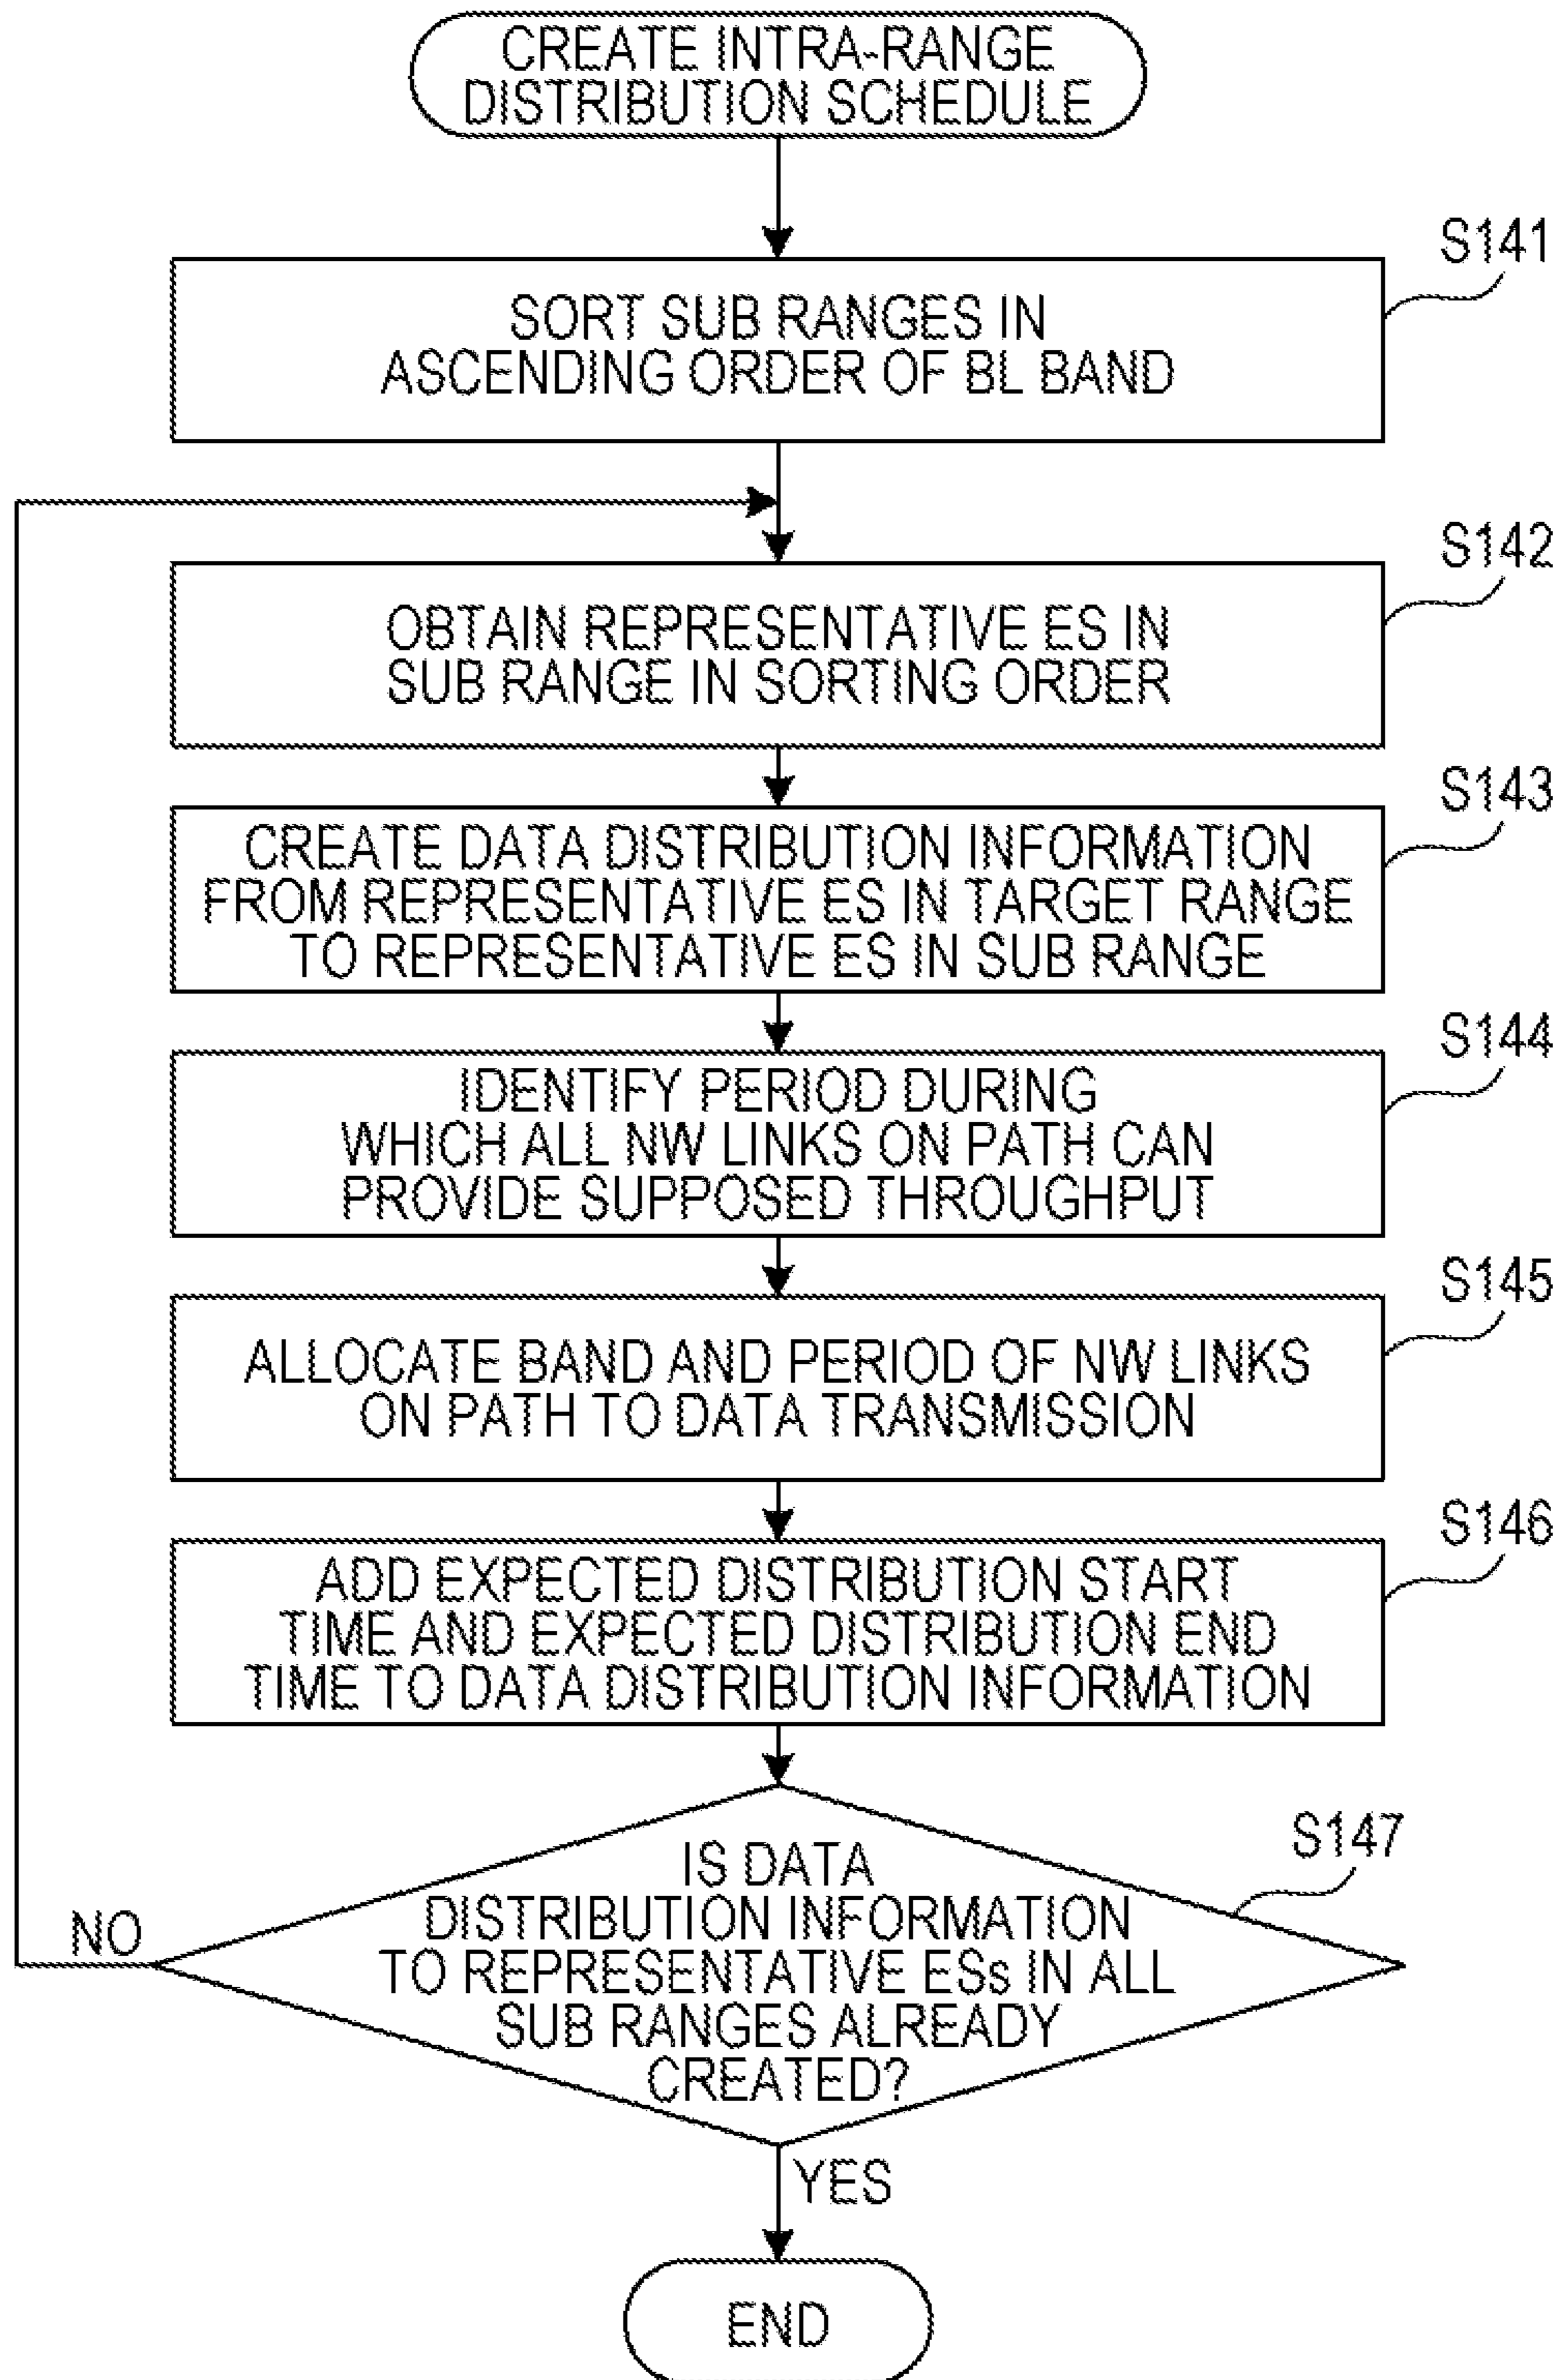 CREATE INTRA-RANGE
DISTRIBUTION SCHEDULE
S141
SORT SUB RANGES IN
ASCENDING ORDER OF BL BAND
S142
OBTAIN REPRESENTATIVE ES IN
SUB RANGE IN SORTING ORDER
S143
CREATE DATA DISTRIBUTION INFORMATION
FROM REPRESENTATIVE ES IN TARGET RANGE
TO REPRESENTATIVE ES IN SUB RANGE
S144
IDENTIFY PERIOD DURING
WHICH ALL NW LINKS ON PATH CAN
PROVIDE SUPPOSED THROUGHPUT
S145
ALLOCATE BAND AND PERIOD OF NW LINKS
ON PATH TO DATA TRANSMISSION
S146
ADD EXPECTED DISTRIBUTION START
TIME AND EXPECTED DISTRIBUTION END
TIME TO DATA DISTRIBUTION INFORMATION
S147
IS DATA
DISTRIBUTION INFORMATION
TO REPRESENTATIVE ESs IN ALL
SUB RANGES ALREADY
CREATED?
NO
YES
END